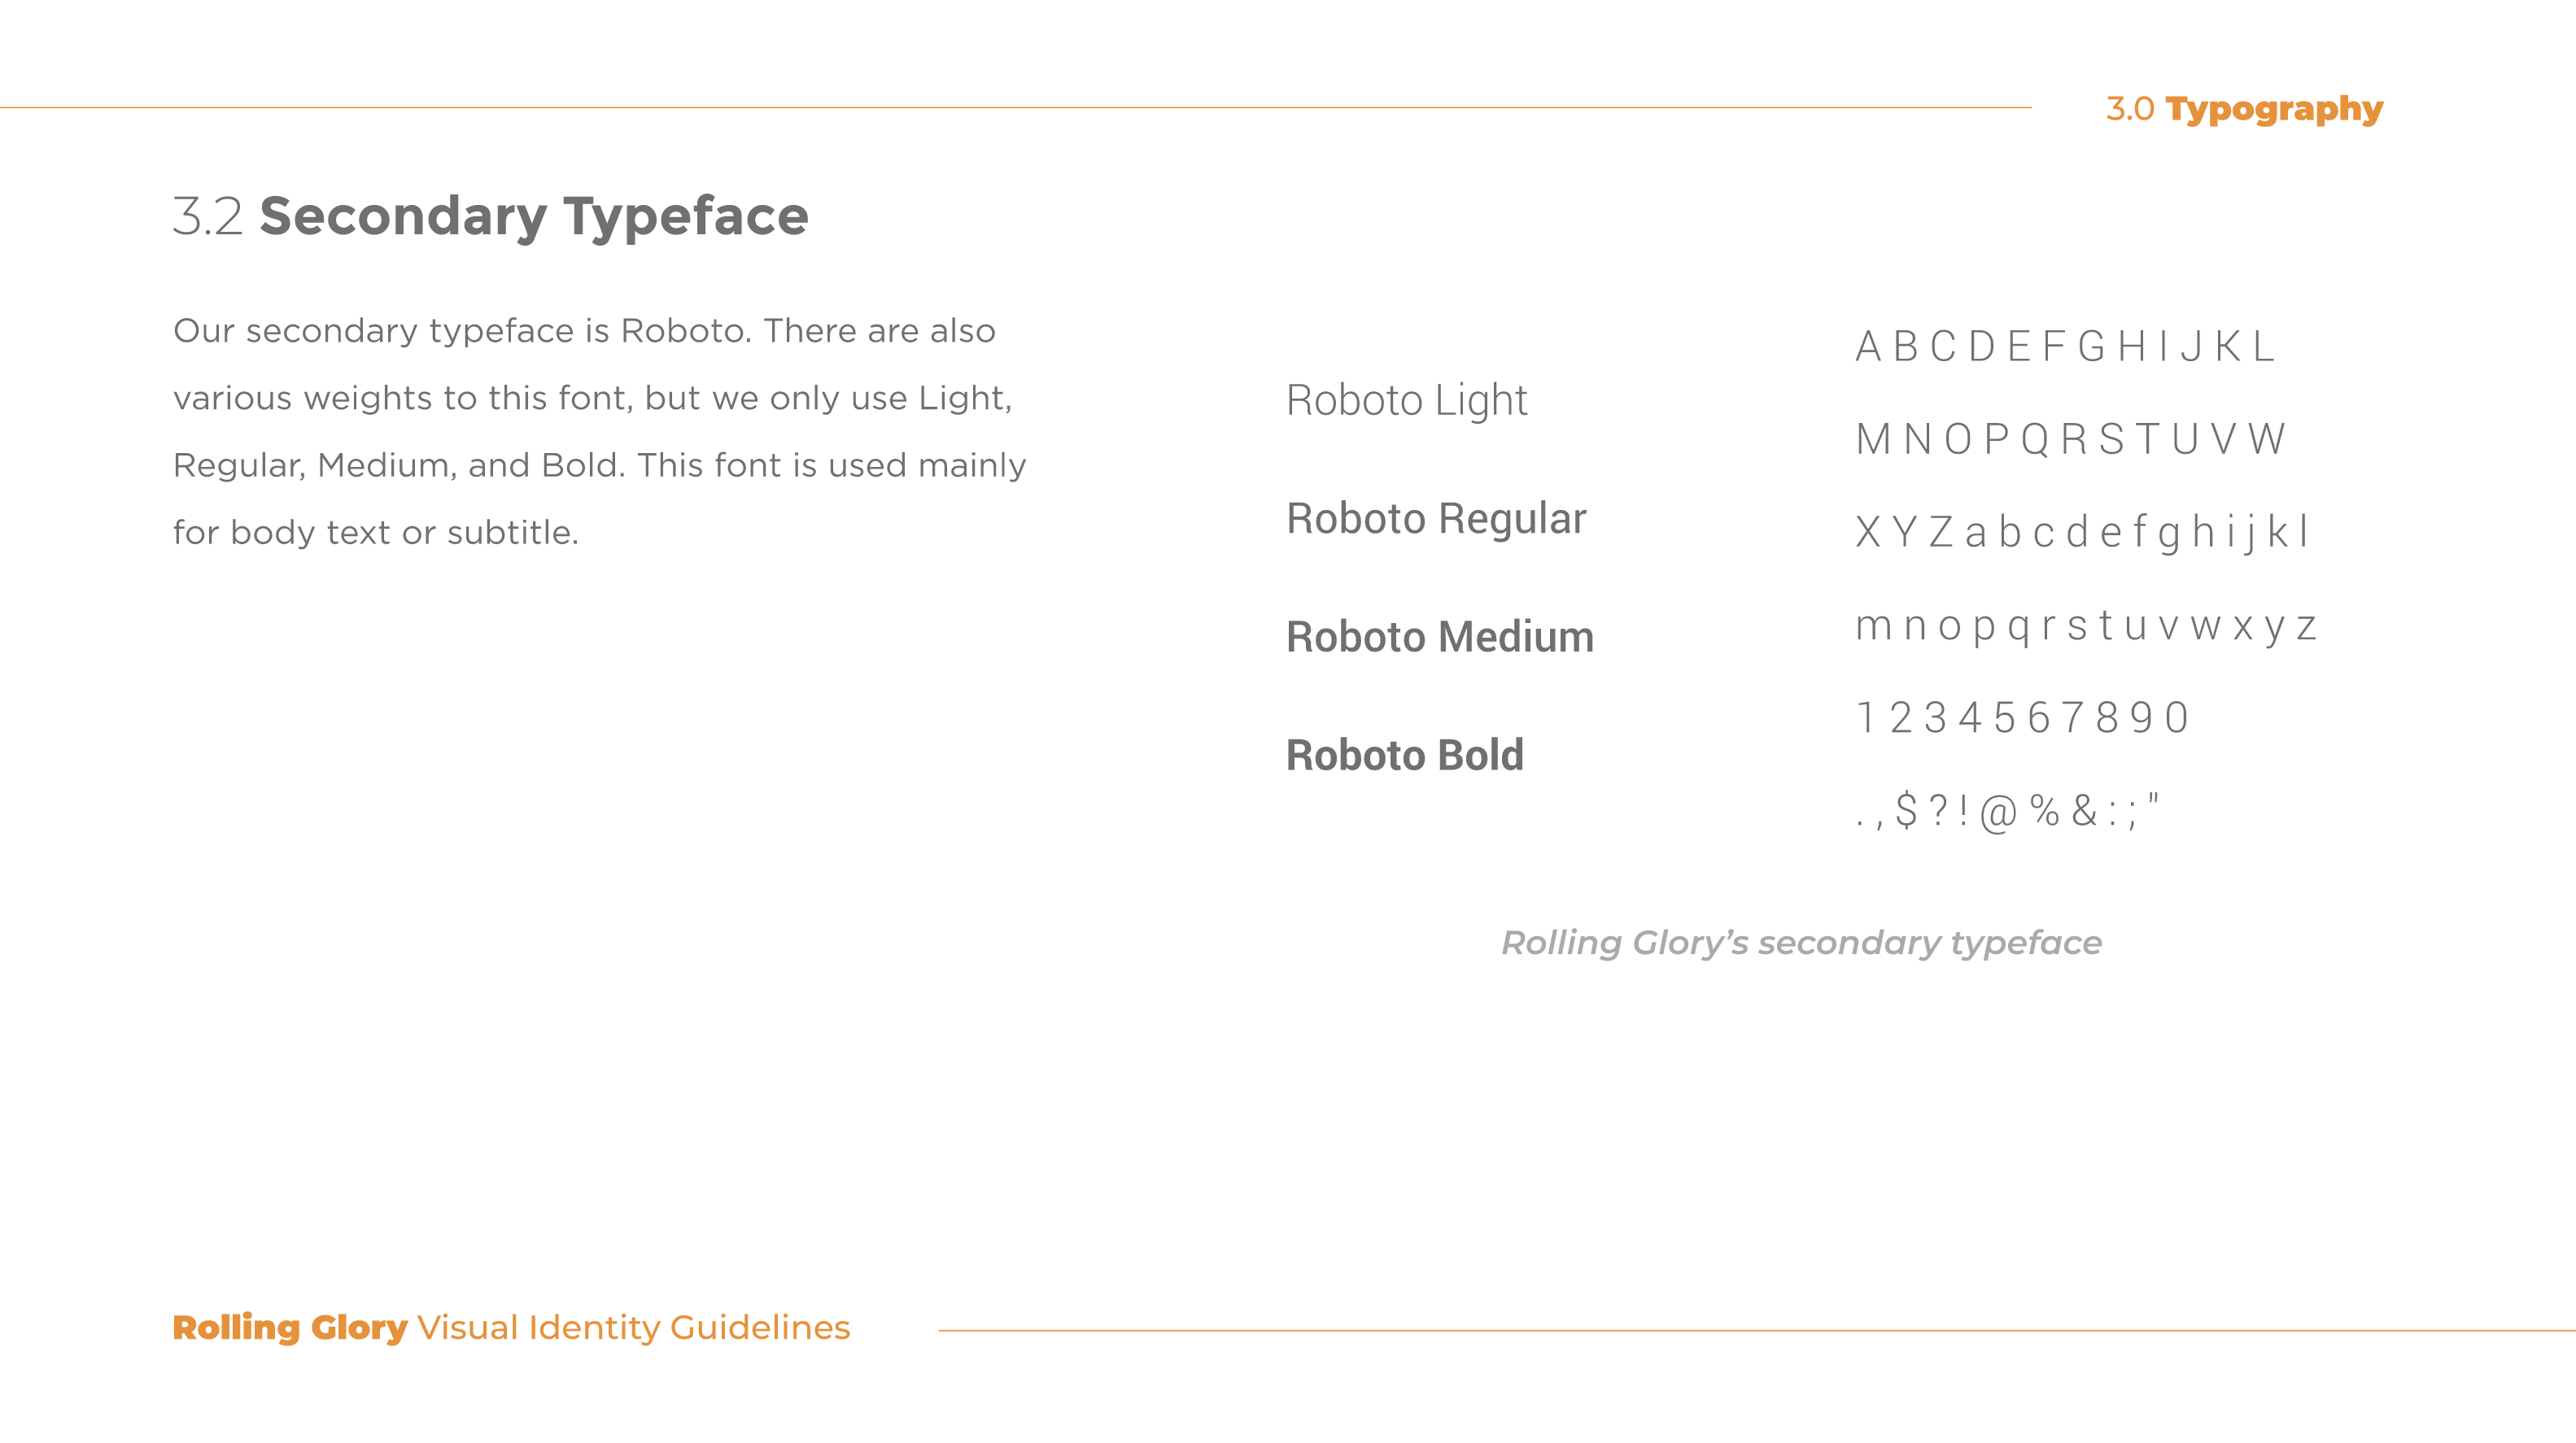 3.0 Typography
3.2 Secondary Typeface
Our secondary typeface is Roboto. There are also
various weights to this font, but we only use Light,
Regular, Medium, and Bold. This font is used mainly
for body text or subtitle.
Roboto Light
Roboto Regular
Roboto Medium
Roboto Bold
A B C D E F G H I J K L
M N O P Q R S T U V W
X Y Z a b c d e f g h i j k l
m n o p q r s t u v w x y z
1 2 3 4 5 6 7 8 9 0
. , $ ? ! @ % & : ; "
Rolling Glory’s secondary typeface
Rolling Glory Visual Identity Guidelines